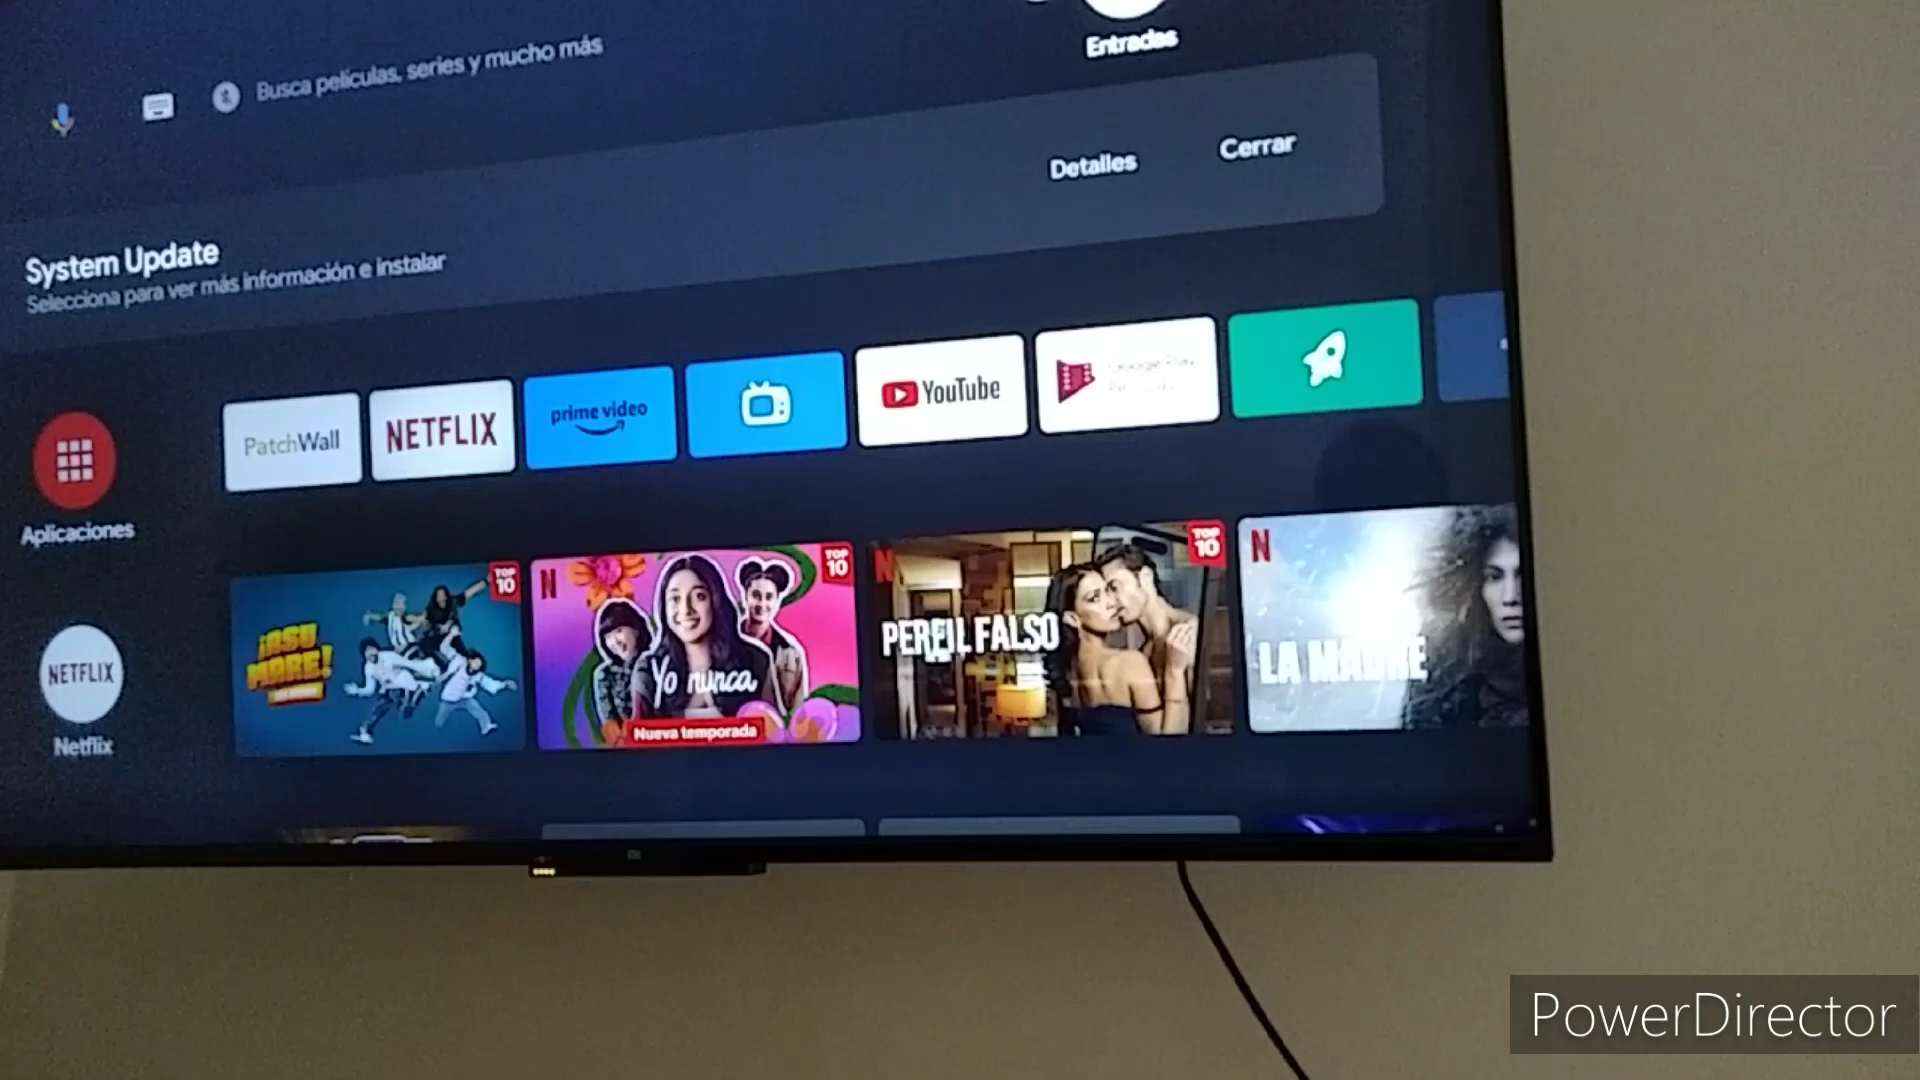 Entradas
Busca películas, series y mucho más
Detalles
Cerrar
System Update
Selecciona para ver más información e instalar
PatchWall
NETFLIX
prime video
YouTube
Aplicaciones
TOP 10
¡ASU MARE!
N
TOP 10
Yo nunca
Nueva temporada
N
TOP 10
PERFIL FALSO
N
LA MADRE
NETFLIX
Netflix
PowerDirector